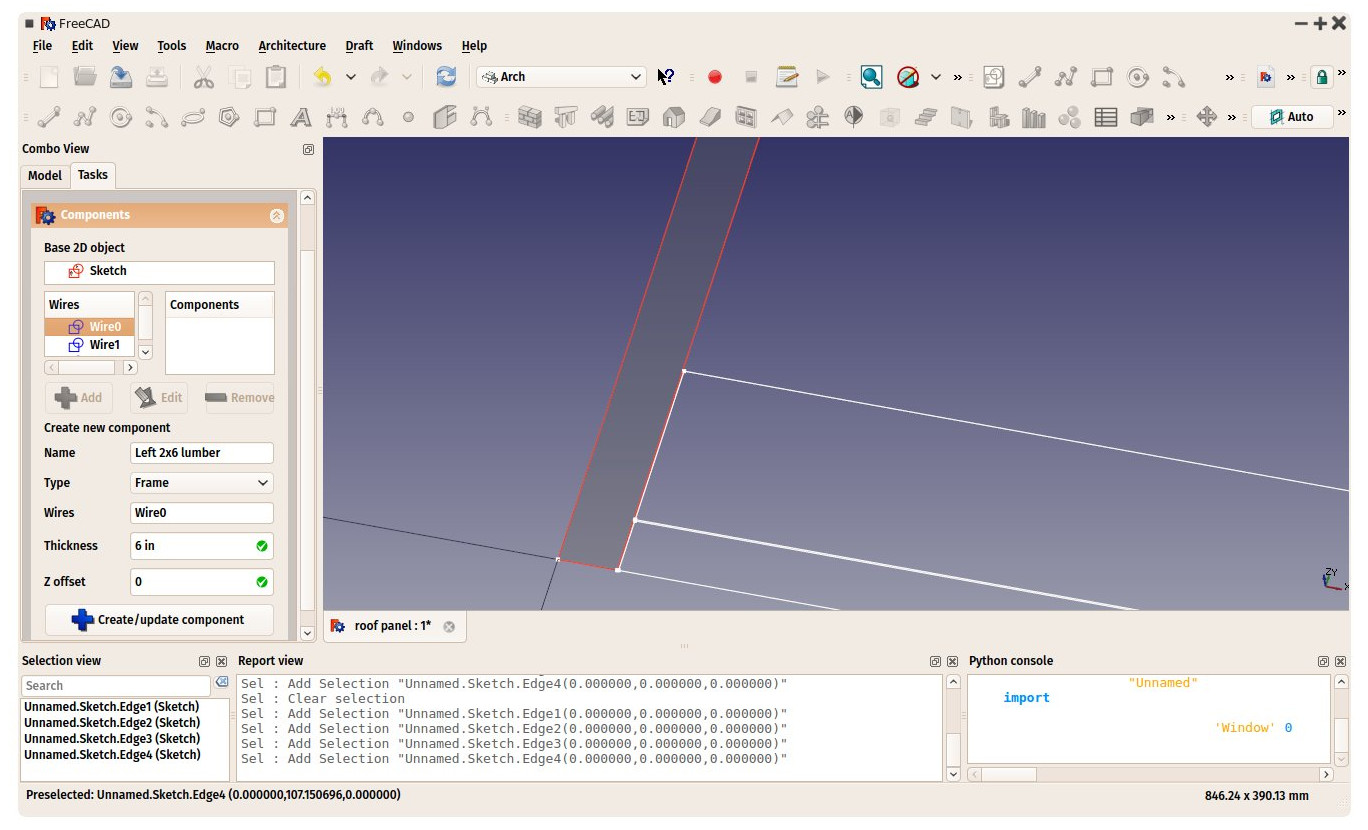 FreeCAD
File Edit View Tools Macro Architecture Draft Windows Help
Arch
Auto
Combo View
Model Tasks
Components
Base 2D object
Sketch
Wires Components
Wire0
Wire1
Add Edit Remove
Create new component
Name Left 2x6 lumber
Type Frame
Wires Wire0
Thickness 6 in
Z offset 0
Create/update component
ZY
X
roof panel : 1*
Selection view
Search
Unnamed.Sketch.Edge1 (Sketch)
Unnamed.Sketch.Edge2 (Sketch)
Unnamed.Sketch.Edge3 (Sketch)
Unnamed.Sketch.Edge4 (Sketch)
Report view
Sel : Add Selection "Unnamed.Sketch.Edge4(0.000000,0.000000,0.000000)"
Sel : Clear selection
Sel : Add Selection "Unnamed.Sketch.Edge1(0.000000,0.000000,0.000000)"
Sel : Add Selection "Unnamed.Sketch.Edge2(0.000000,0.000000,0.000000)"
Sel : Add Selection "Unnamed.Sketch.Edge3(0.000000,0.000000,0.000000)"
Sel : Add Selection "Unnamed.Sketch.Edge4(0.000000,0.000000,0.000000)"
Python console
"Unnamed"
import
'Window' 0
Preselected: Unnamed.Sketch.Edge4 (0.000000,107.150696,0.000000)
846.24 x 390.13 mm